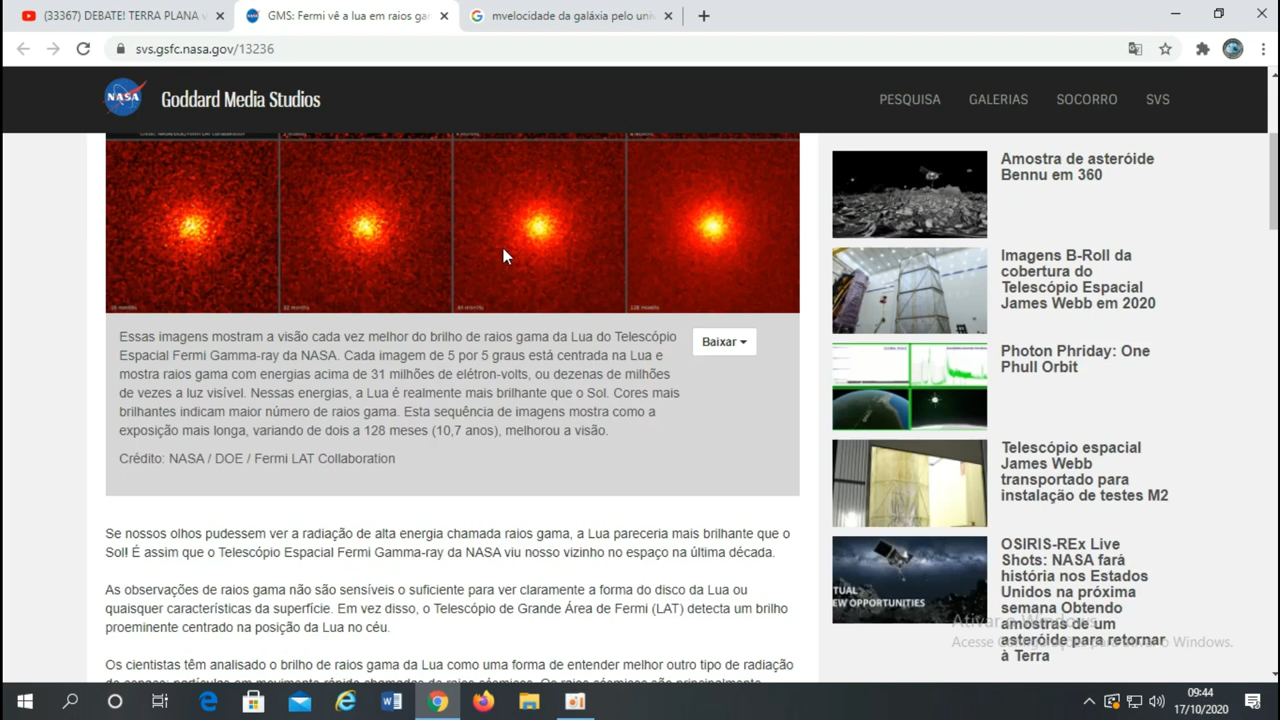 (33367) DEBATE! TERRA PLANA v
GMS: Fermi vê a lua em raios gar
mvelocidade da galáxia pelo univ
svs.gsfc.nasa.gov/13236
NASA
Goddard Media Studios
PESQUISA
GALERIAS
SOCORRO
SVS
128 months
Essas imagens mostram a visão cada vez melhor do brilho de raios gama da Lua do Telescópio
Espacial Fermi Gamma-ray da NASA. Cada imagem de 5 por 5 graus está centrada na Lua e
mostra raios gama com energias acima de 31 milhões de elétron-volts, ou dezenas de milhões
de vezes a luz visível. Nessas energias, a Lua é realmente mais brilhante que o Sol. Cores mais
brilhantes indicam maior número de raios gama. Esta sequência de imagens mostra como a
exposição mais longa, variando de dois a 128 meses (10,7 anos), melhorou a visão.
Crédito: NASA / DOE / Fermi LAT Collaboration
Baixar
Se nossos olhos pudessem ver a radiação de alta energia chamada raios gama, a Lua pareceria mais brilhante que o
Sol! É assim que o Telescópio Espacial Fermi Gamma-ray da NASA viu nosso vizinho no espaço na última década.
As observações de raios gama não são sensíveis o suficiente para ver claramente a forma do disco da Lua ou
quaisquer características da superfície. Em vez disso, o Telescópio de Grande Área de Fermi (LAT) detecta um brilho
proeminente centrado na posição da Lua no céu.
Os cientistas têm analisado o brilho de raios gama da Lua como uma forma de entender melhor outro tipo de radiação
Amostra de asteróide
Bennu em 360
Imagens B-Roll da
cobertura do
Telescópio Espacial
James Webb em 2020
Photon Phriday: One
Phull Orbit
Telescópio espacial
James Webb
transportado para
instalação de testes M2
TUAL
EW OPPORTUNITIES
OSIRIS-REx Live
Shots: NASA fará
história nos Estados
Unidos na próxima
semana Obtendo
amostras de um
asteróide para retornar
à Terra
Ativar o Windows
Acesse Configurações para ativar o Windows.
09:44
17/10/2020